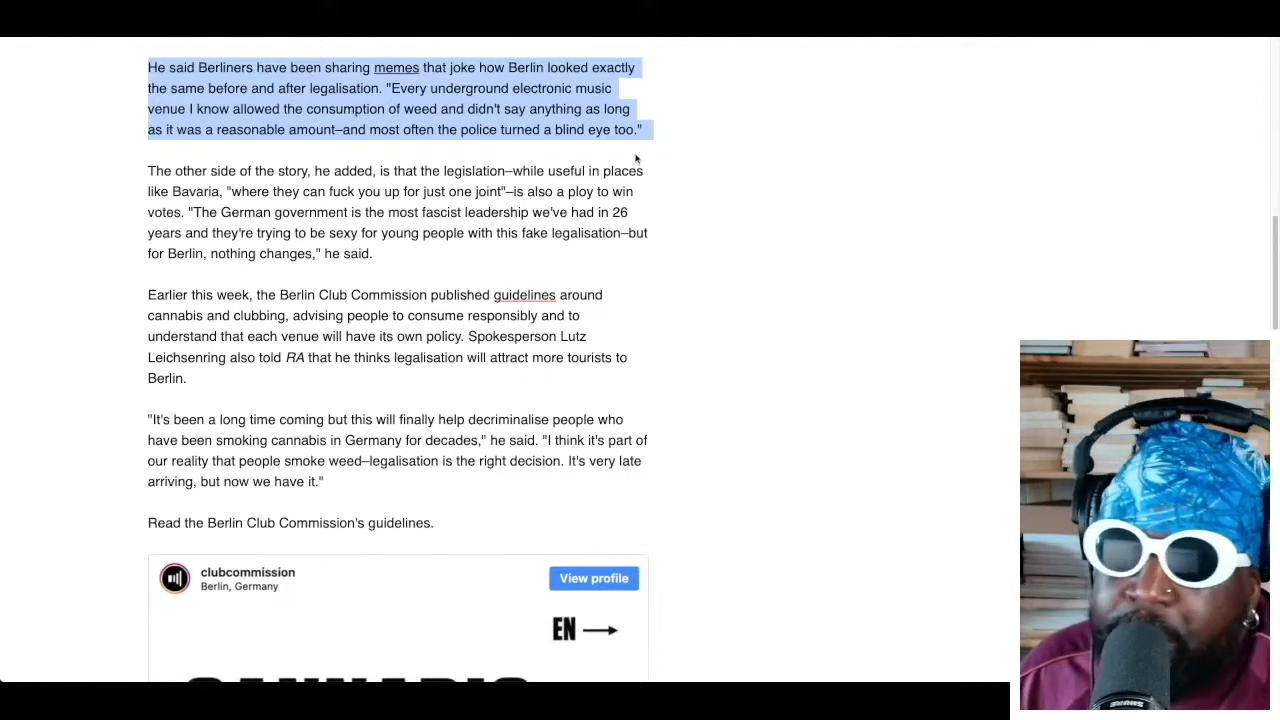 He said Berliners have been sharing memes that joke how Berlin looked exactly
the same before and after legalisation. "Every underground electronic music
venue I know allowed the consumption of weed and didn't say anything as long
as it was a reasonable amount–and most often the police turned a blind eye too."
The other side of the story, he added, is that the legislation–while useful in places
like Bavaria, "where they can fuck you up for just one joint"–is also a ploy to win
votes. "The German government is the most fascist leadership we've had in 26
years and they're trying to be sexy for young people with this fake legalisation–but
for Berlin, nothing changes," he said.
Earlier this week, the Berlin Club Commission published guidelines around
cannabis and clubbing, advising people to consume responsibly and to
understand that each venue will have its own policy. Spokesperson Lutz
Leichsenring also told RA that he thinks legalisation will attract more tourists to
Berlin.
"It's been a long time coming but this will finally help decriminalise people who
have been smoking cannabis in Germany for decades," he said. "I think it's part of
our reality that people smoke weed–legalisation is the right decision. It's very late
arriving, but now we have it."
Read the Berlin Club Commission's guidelines.
clubcommission
Berlin, Germany
View profile
EN →
CANNABIS
SHURE